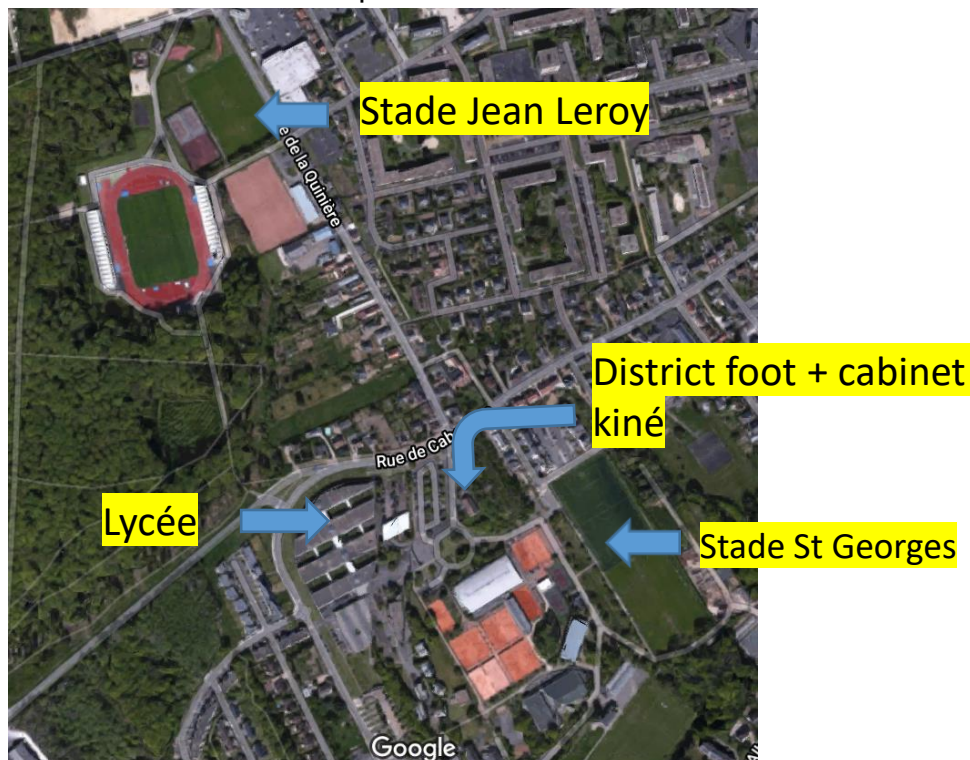 Stade Jean Leroy
e de la Quinière
District foot + cabinet
kiné
Rue de Cab
Lycée
Stade St Georges
Google